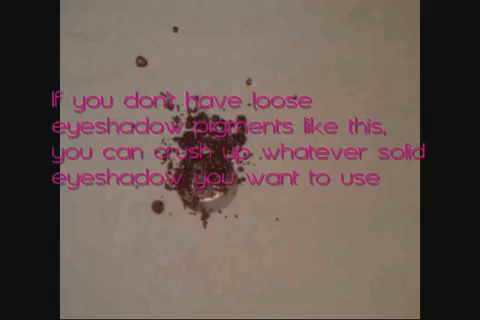 If you don't have loose
eyeshadow pigments like this,
you can crush up whatever solid
eyeshadow you want to use